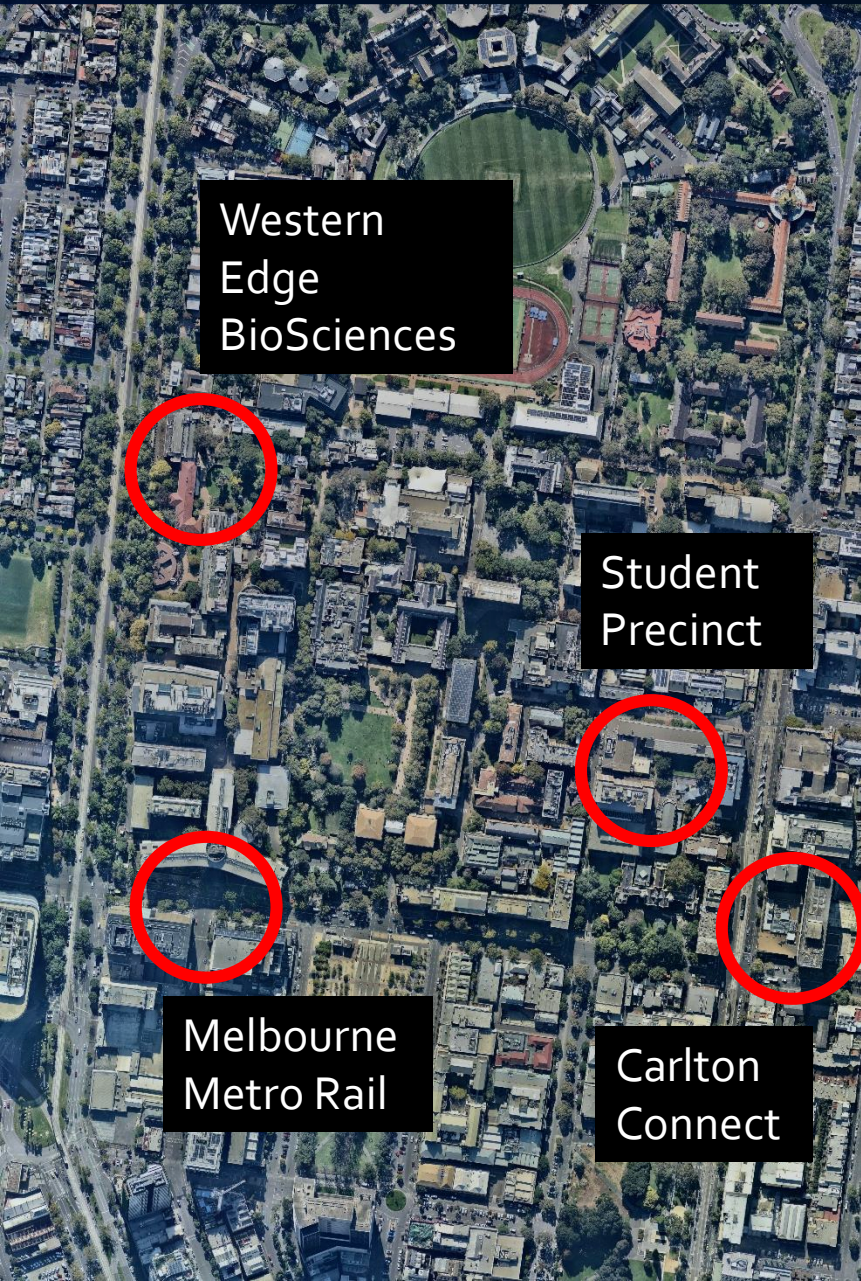 Western
Edge
BioSciences
Student
Precinct
Melbourne
Metro Rail
Carlton
Connect